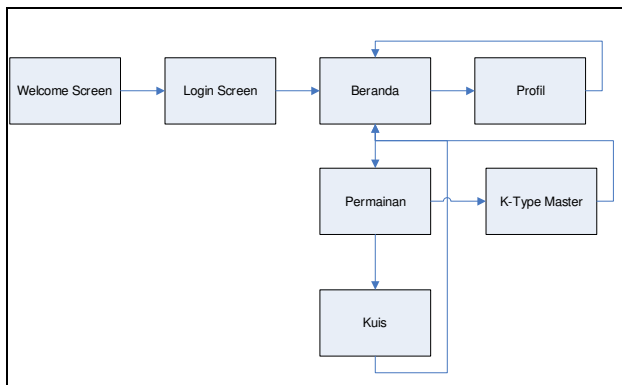 Welcome Screen
Login Screen
Beranda
Profil
Permainan
K-Type Master
Kuis